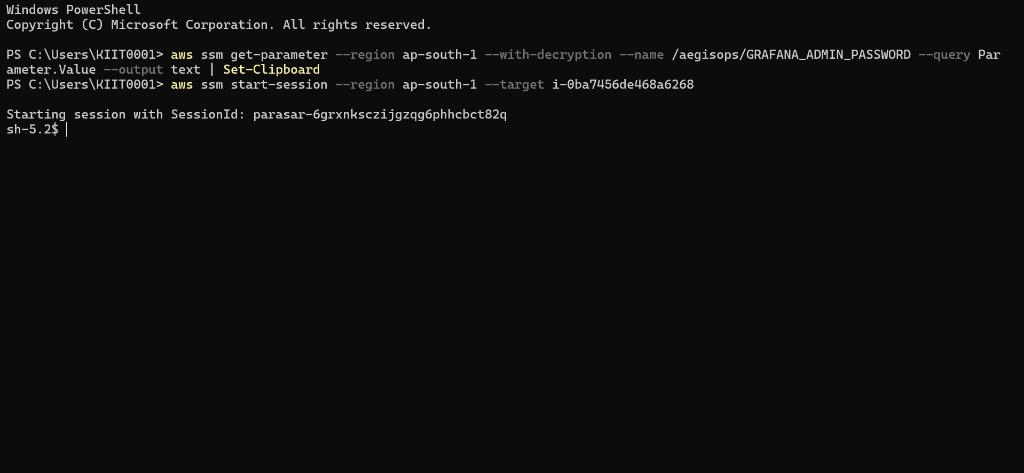 Windows PowerShell
Copyright (C) Microsoft Corporation. All rights reserved.
PS C:\Users\KIIT0001> aws ssm get-parameter --region ap-south-1 --with-decryption --name /aegisops/GRAFANA_ADMIN_PASSWORD --query Par
ameter.Value --output text | Set-Clipboard
PS C:\Users\KIIT0001> aws ssm start-session --region ap-south-1 --target i-0ba7456de468a6268
Starting session with SessionId: parasar-6grxnksczijgzqg6phhcbct82q
sh-5.2$